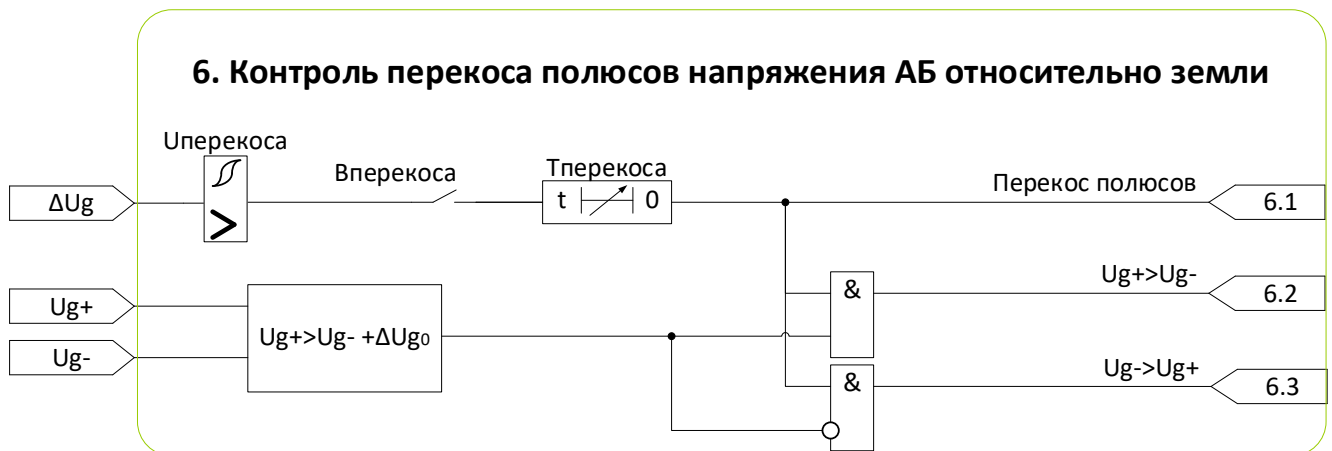 6. Контроль перекоса полюсов напряжения АБ относительно земли
Uперекоса
Вперекоса
Тперекоса
ΔUg
>
t
0
Перекос полюсов
6.1
Ug+
Ug-
Ug+>Ug- +ΔUg0
&
Ug+>Ug-
6.2
&
Ug->Ug+
6.3